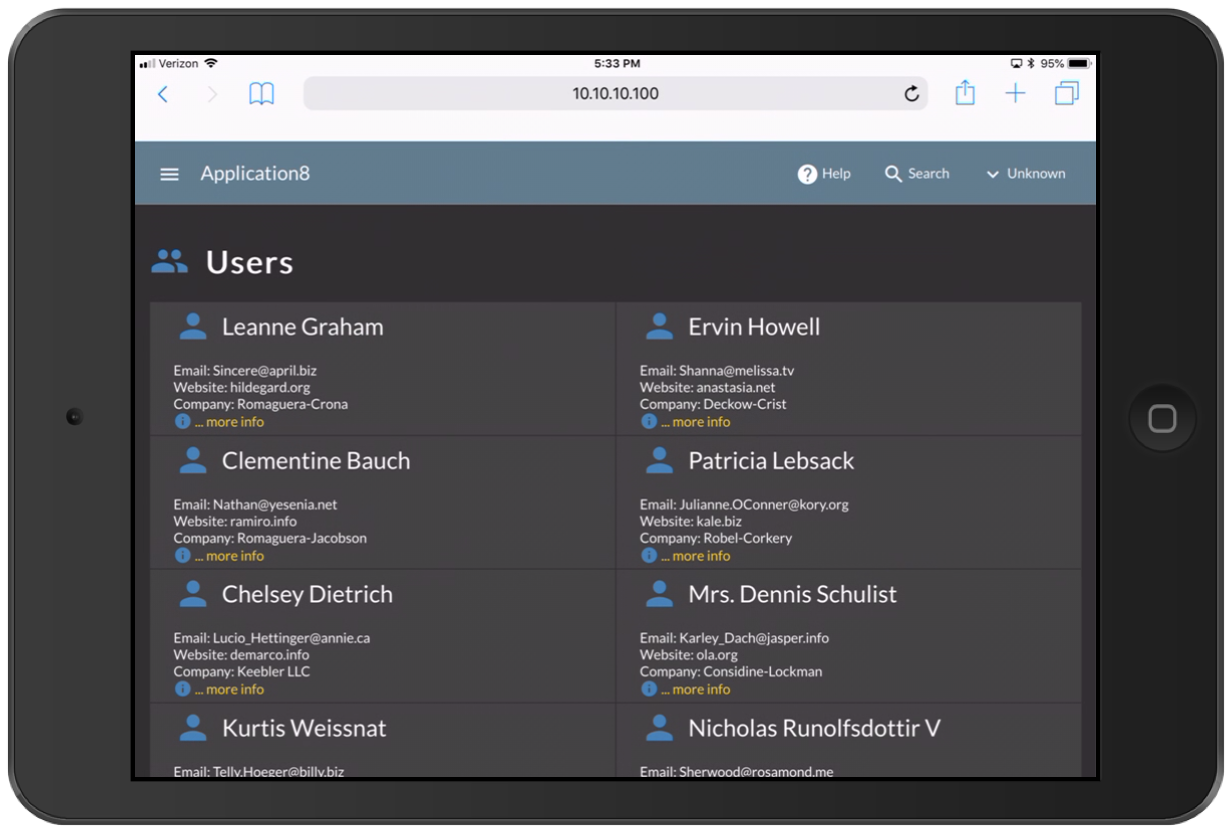 Verizon 5:33 PM 95%
10.10.10.100
Application8 Help Search Unknown
Users
Leanne Graham
Email: Sincere@april.biz
Website: hildegard.org
Company: Romaguera-Crona
... more info
Ervin Howell
Email: Shanna@melissa.tv
Website: anastasia.net
Company: Deckow-Crist
... more info
Clementine Bauch
Email: Nathan@yesenia.net
Website: ramiro.info
Company: Romaguera-Jacobson
... more info
Patricia Lebsack
Email: Julianne.OConner@kory.org
Website: kale.biz
Company: Robel-Corkery
... more info
Chelsey Dietrich
Email: Lucio_Hettinger@annie.ca
Website: demarco.info
Company: Keebler LLC
... more info
Mrs. Dennis Schulist
Email: Karley_Dach@jasper.info
Website: ola.org
Company: Considine-Lockman
... more info
Kurtis Weissnat
Email: Telly.Hoeger@billy.biz
Nicholas Runolfsdottir V
Email: Sherwood@rosamond.me